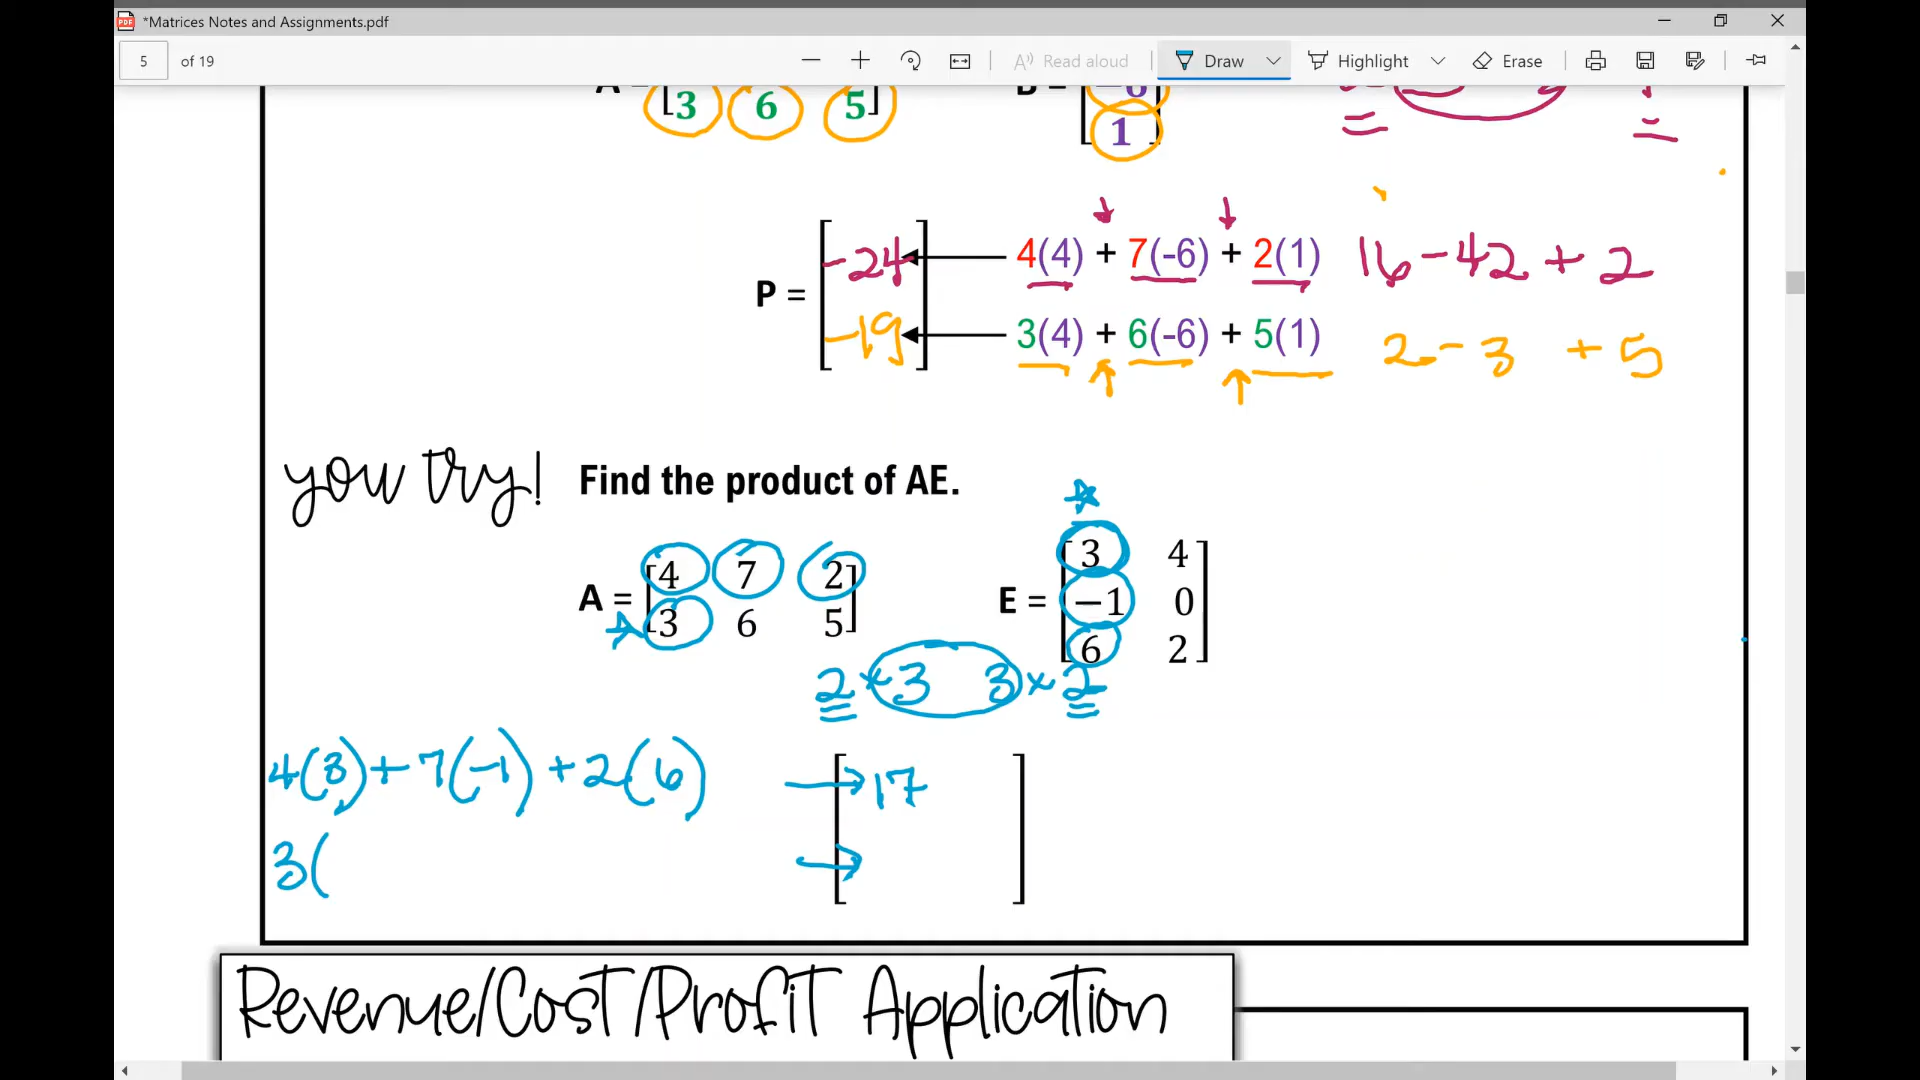 *Matrices Notes and Assignments.pdf
5 of 19 Read aloud Draw Highlight Erase
[3 6 5]
1
P = [-24 ← 4(4) + 7(-6) + 2(1) 16 - 42 + 2
-19] ← 3(4) + 6(-6) + 5(1) 2 - 3 + 5
you try! Find the product of AE.
A = [4 7 2
3 6 5]
E = [3 4
-1 0
6 2]
2 × 3 3 × 2
4(3) + 7(-1) + 2(6) → [17 ]
3( →
Revenue/Cost/Profit Application